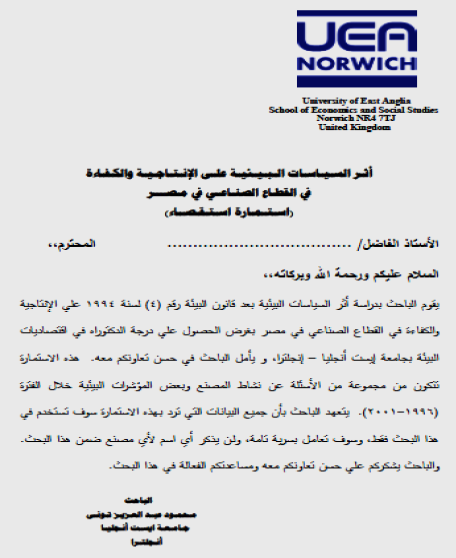 UEA
NORWICH
University of East Anglia
School of Economics and Social Studies
Norwich NR4 7TJ
United Kingdom
أثر السياسات البيئية على الإنتاجية والكفاءة
في القطاع الصناعي في مصر
(استمارة استقصاء)
الأستاذ الفاضل/ .................................... المحترم،،
السلام عليكم ورحمة الله وبركاته،،
يقوم الباحث بدراسة أثر السياسات البيئية بعد قانون البيئة رقم (٤) لسنة ١٩٩٤ علي الإنتاجية
والكفاءة في القطاع الصناعي في مصر بغرض الحصول علي درجة الدكتوراه في اقتصاديات
البيئة بجامعة إيست أنجليا – إنجلترا، و يأمل الباحث في حسن تعاونكم معه. هذه الاستمارة
تتكون من مجموعة من الأسئلة عن نشاط المصنع وبعض المؤشرات البيئية خلال الفترة
(١٩٩٦-٢٠٠١). يتعهد الباحث بأن جميع البيانات التي ترد بهذه الاستمارة سوف تستخدم في
هذا البحث فقط، وسوف تعامل بسرية تامة، ولن يذكر أي اسم لأي مصنع ضمن هذا البحث.
والباحث يشكركم علي حسن تعاونكم معه ومساعدتكم الفعالة في هذا البحث.
الباحث
محمود عبد العزيز تونى
جامعة ايست أنجليا
أنجلترا